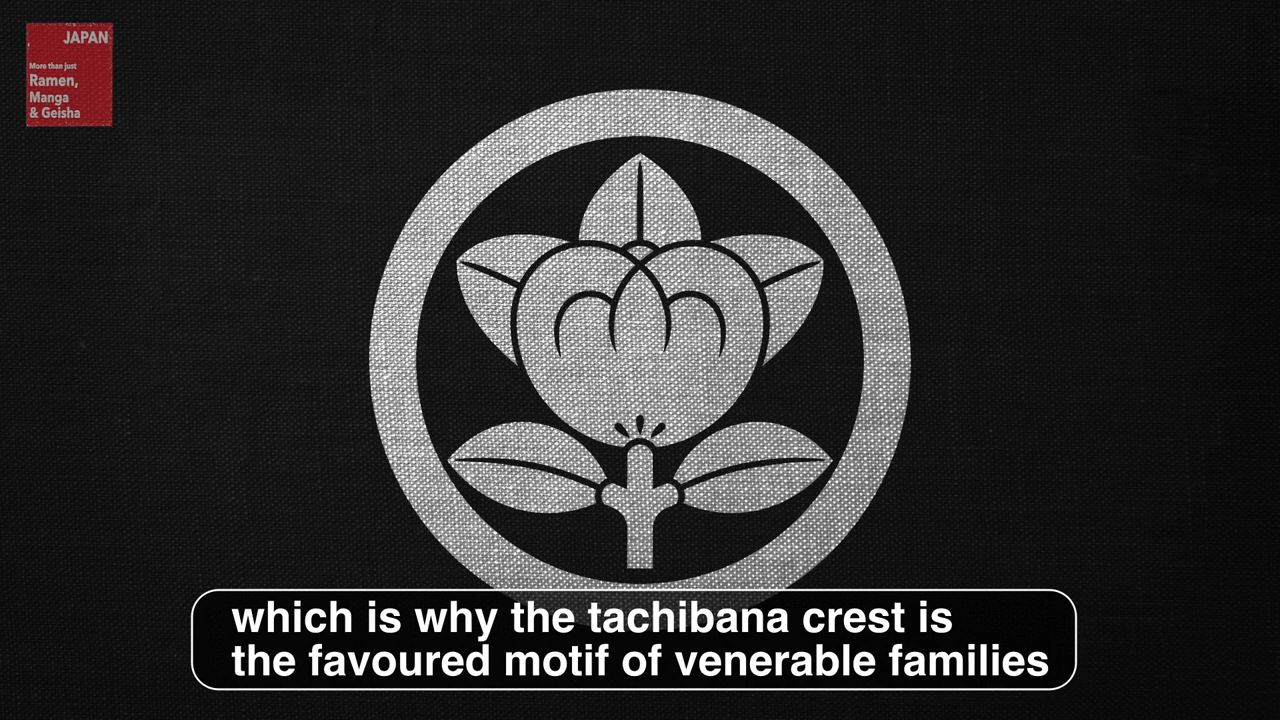 JAPAN
More than just
Ramen,
Manga
& Geisha
which is why the tachibana crest is
the favoured motif of venerable families